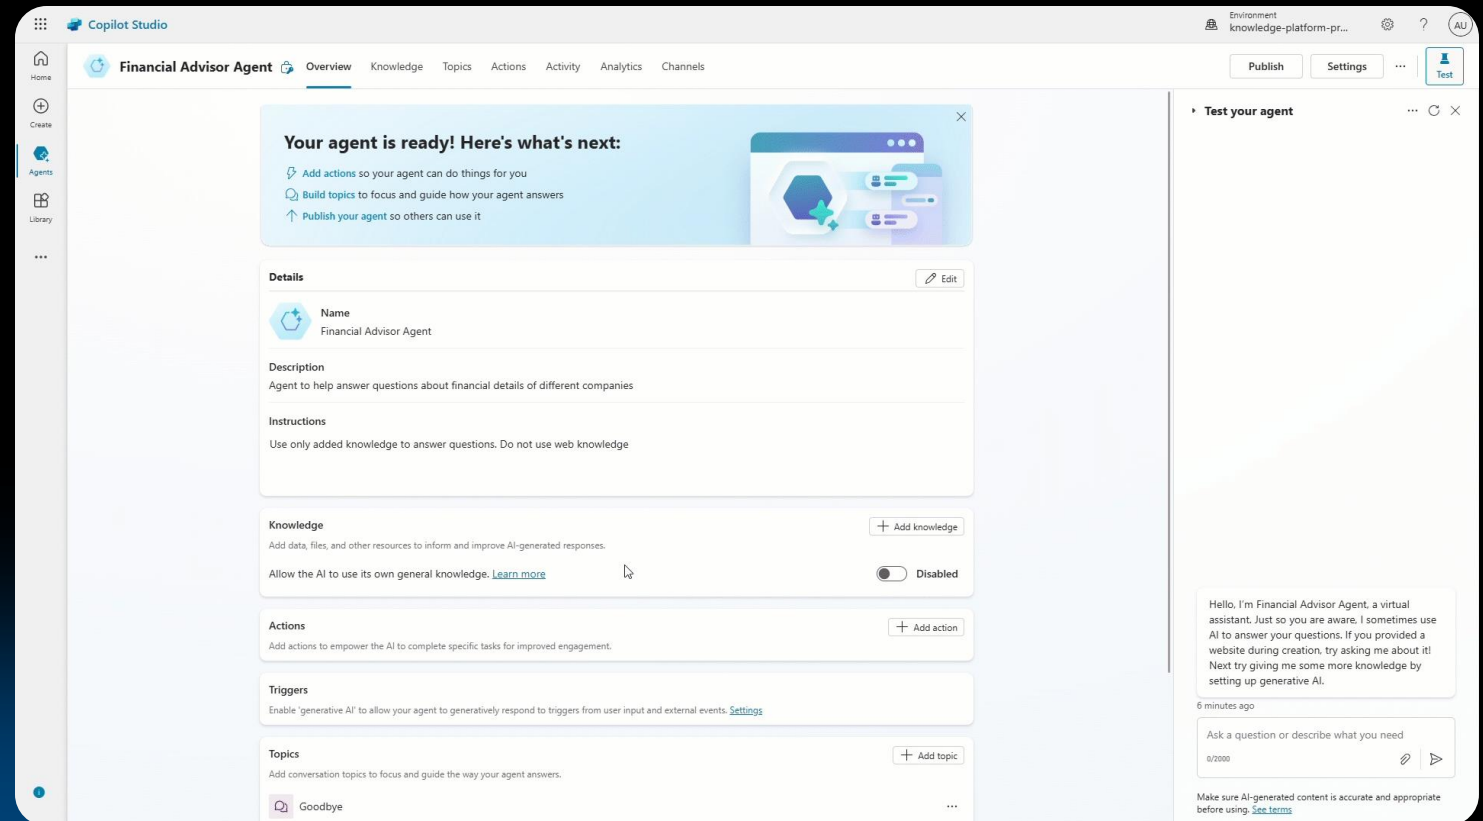 Copilot Studio
Environment
knowledge-platform-pr...
?
AU
Home
Create
Agents
Library
Financial Advisor Agent
Overview
Knowledge
Topics
Actions
Activity
Analytics
Channels
Publish
Settings
...
Test
Your agent is ready! Here's what's next:
Add actions so your agent can do things for you
Build topics to focus and guide how your agent answers
Publish your agent so others can use it
Details
Edit
Name
Financial Advisor Agent
Description
Agent to help answer questions about financial details of different companies
Instructions
Use only added knowledge to answer questions. Do not use web knowledge
Knowledge
Add knowledge
Add data, files, and other resources to inform and improve AI-generated responses.
Allow the AI to use its own general knowledge. Learn more
Disabled
Actions
Add action
Add actions to empower the AI to complete specific tasks for improved engagement.
Triggers
Enable 'generative AI' to allow your agent to generatively respond to triggers from user input and external events. Settings
Topics
Add topic
Add conversation topics to focus and guide the way your agent answers.
Goodbye
Test your agent
Hello, I'm Financial Advisor Agent, a virtual
assistant. Just so you are aware, I sometimes use
AI to answer your questions. If you provided a
website during creation, try asking me about it!
Next try giving me some more knowledge by
setting up generative AI.
6 minutes ago
Ask a question or describe what you need
0/2000
Make sure AI-generated content is accurate and appropriate
before using. See terms